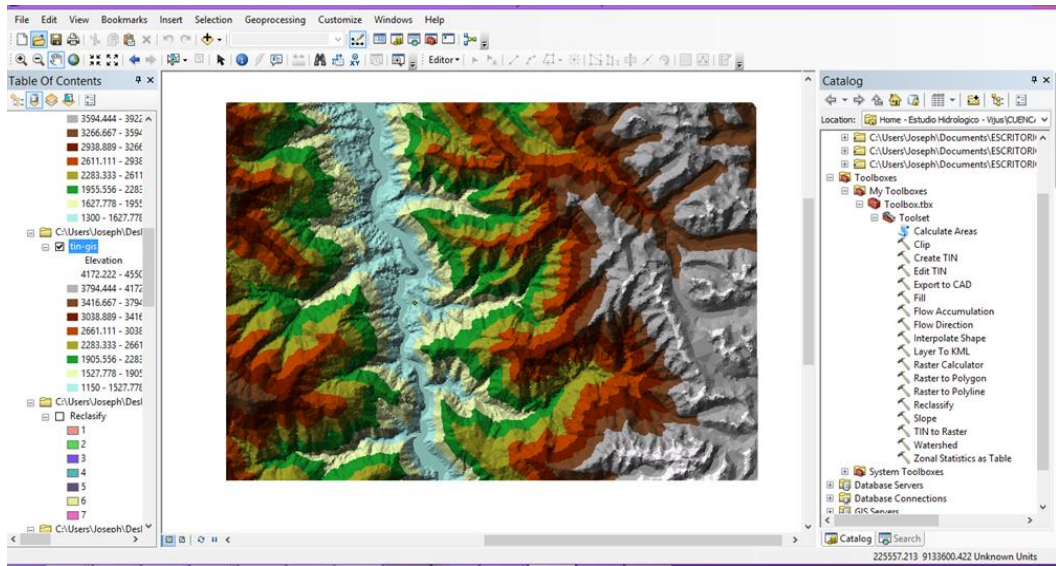 File Edit View Bookmarks Insert Selection Geoprocessing Customize Windows Help
Editor
Table Of Contents
3594.444 - 3922
3266.667 - 3594
2938.889 - 3266
2611.111 - 2938
2283.333 - 2611
1955.556 - 2283
1627.778 - 1955
1300 - 1627.778
C:\Users\Joseph\Desl
tin-gis
Elevation
4172.222 - 4550
3794.444 - 4172
3416.667 - 3794
3038.889 - 3416
2661.111 - 3038
2283.333 - 2661
1905.556 - 2283
1527.778 - 1905
1150 - 1527.778
C:\Users\Joseph\Desl
Reclasify
1
2
3
4
5
6
7
C:\Users\Joseph\Desl
Catalog
Location: Home - Estudio Hidrologico - Vijus\CUENC
C:\Users\Joseph\Documents\ESCRITORI
C:\Users\Joseph\Documents\ESCRITORI
C:\Users\Joseph\Documents\ESCRITORI
Toolboxes
My Toolboxes
Toolbox.tbx
Toolset
Calculate Areas
Clip
Create TIN
Edit TIN
Export to CAD
Fill
Flow Accumulation
Flow Direction
Interpolate Shape
Layer To KML
Raster Calculator
Raster to Polygon
Raster to Polyline
Reclassify
Slope
TIN to Raster
Watershed
Zonal Statistics as Table
System Toolboxes
Database Servers
Database Connections
GIS Servers
Catalog Search
225557.213 9133600.422 Unknown Units